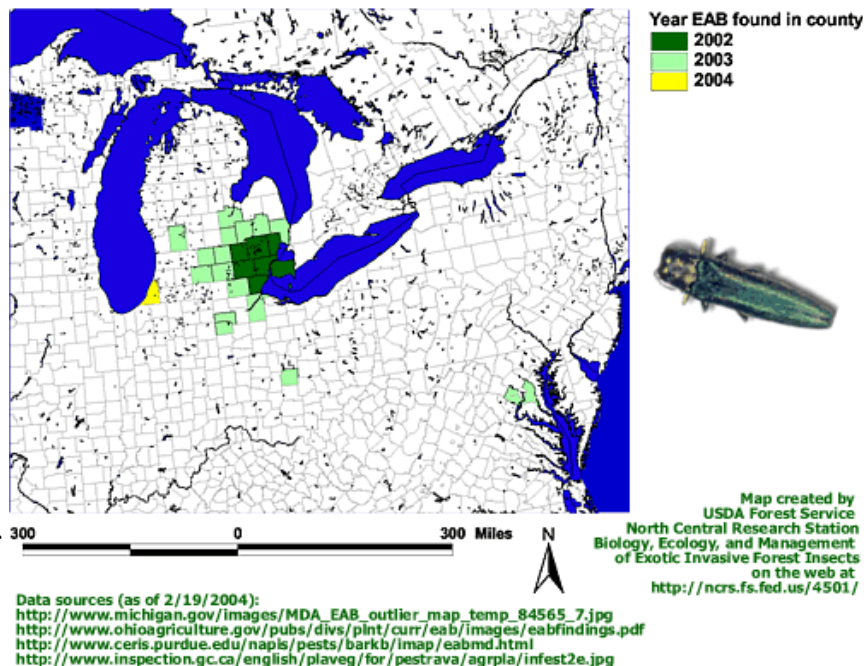 Year EAB found in county
2002
2003
2004
300 0 300 Miles N
Map created by
USDA Forest Service
North Central Research Station
Biology, Ecology, and Management
of Exotic Invasive Forest Insects
on the web at
http://ncrs.fs.fed.us/4501/
Data sources (as of 2/19/2004):
http://www.michigan.gov/images/MDA_EAB_outlier_map_temp_84565_7.jpg
http://www.ohioagriculture.gov/pubs/divs/plnt/curr/eab/images/eabfindings.pdf
http://www.ceris.purdue.edu/napis/pests/barkb/imap/eabmd.html
http://www.inspection.gc.ca/english/plaveg/for/pestrava/agrpla/infest2e.jpg